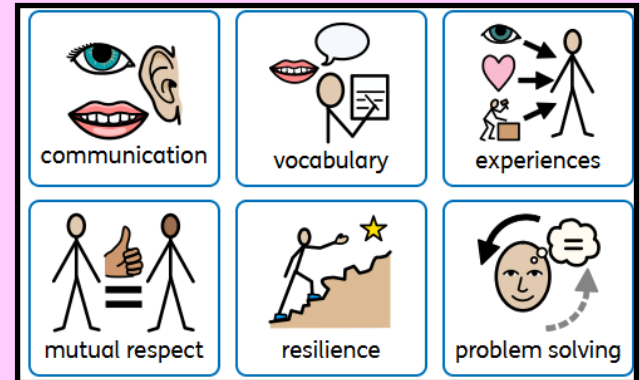 communication
vocabulary
experiences
mutual respect
resilience
problem solving